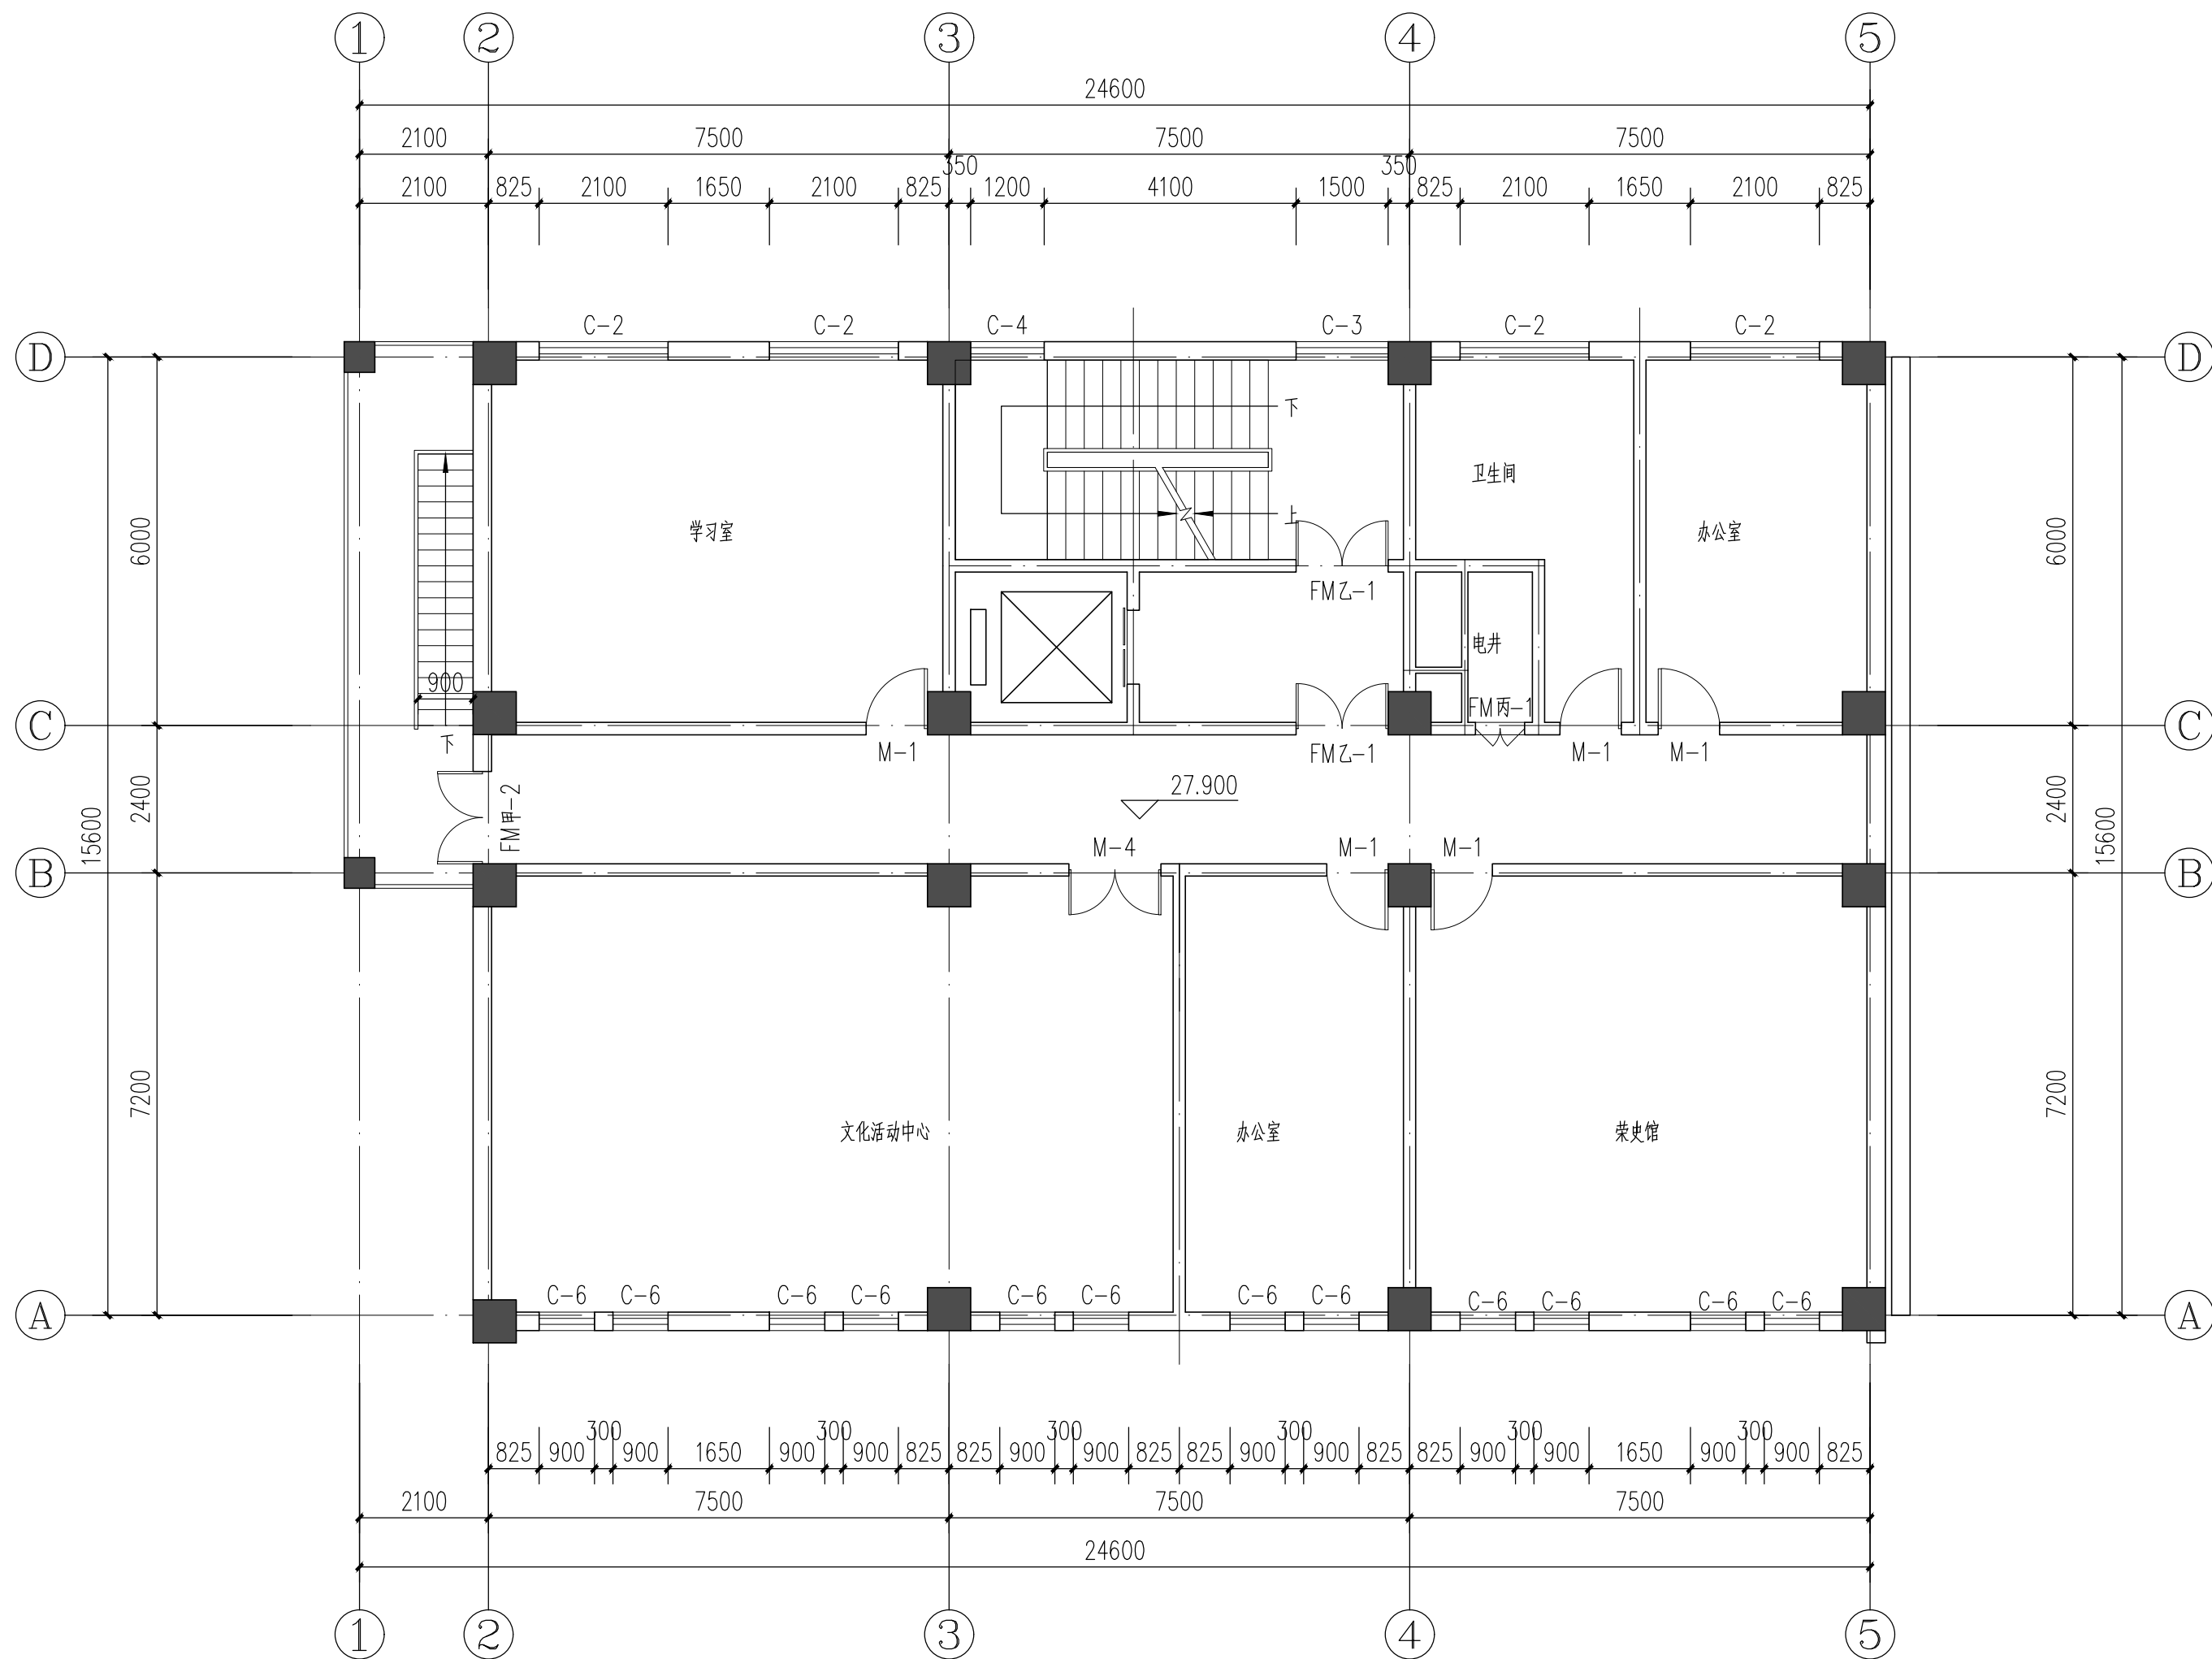 1 2 3 4 5
24600
2100 7500 7500 7500
350 350
2100 825 2100 1650 2100 825 1200 4100 1500 825 2100 1650 2100 825
C-2 C-2 C-4 C-3 C-2 C-2
D D
下
卫生间
学习室 上 办公室
6000 6000
FM乙-1
电井
900
FM丙-1
C C
下 M-1 FM乙-1 M-1 M-1
27.900
2400 FM甲-2 2400
15600 15600
M-4 M-1 M-1
B B
7200 7200
文化活动中心 办公室 荣史馆
C-6 C-6 C-6 C-6 C-6 C-6 C-6 C-6 C-6 C-6 C-6 C-6
A A
300 300 300 300 300 300
825 900 900 1650 900 900 825 825 900 900 825 825 900 900 825 825 900 900 1650 900 900 825
2100 7500 7500 7500
24600
1 2 3 4 5